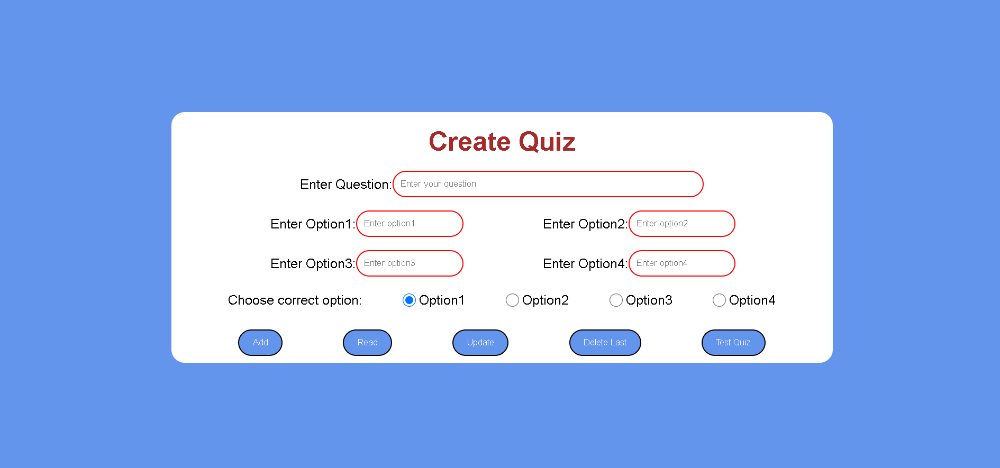 Create Quiz
Enter Question: Enter your question
Enter Option1: Enter option1 Enter Option2: Enter option2
Enter Option3: Enter option3 Enter Option4: Enter option4
Choose correct option: Option1 Option2 Option3 Option4
Add Read Update Delete Last Test Quiz